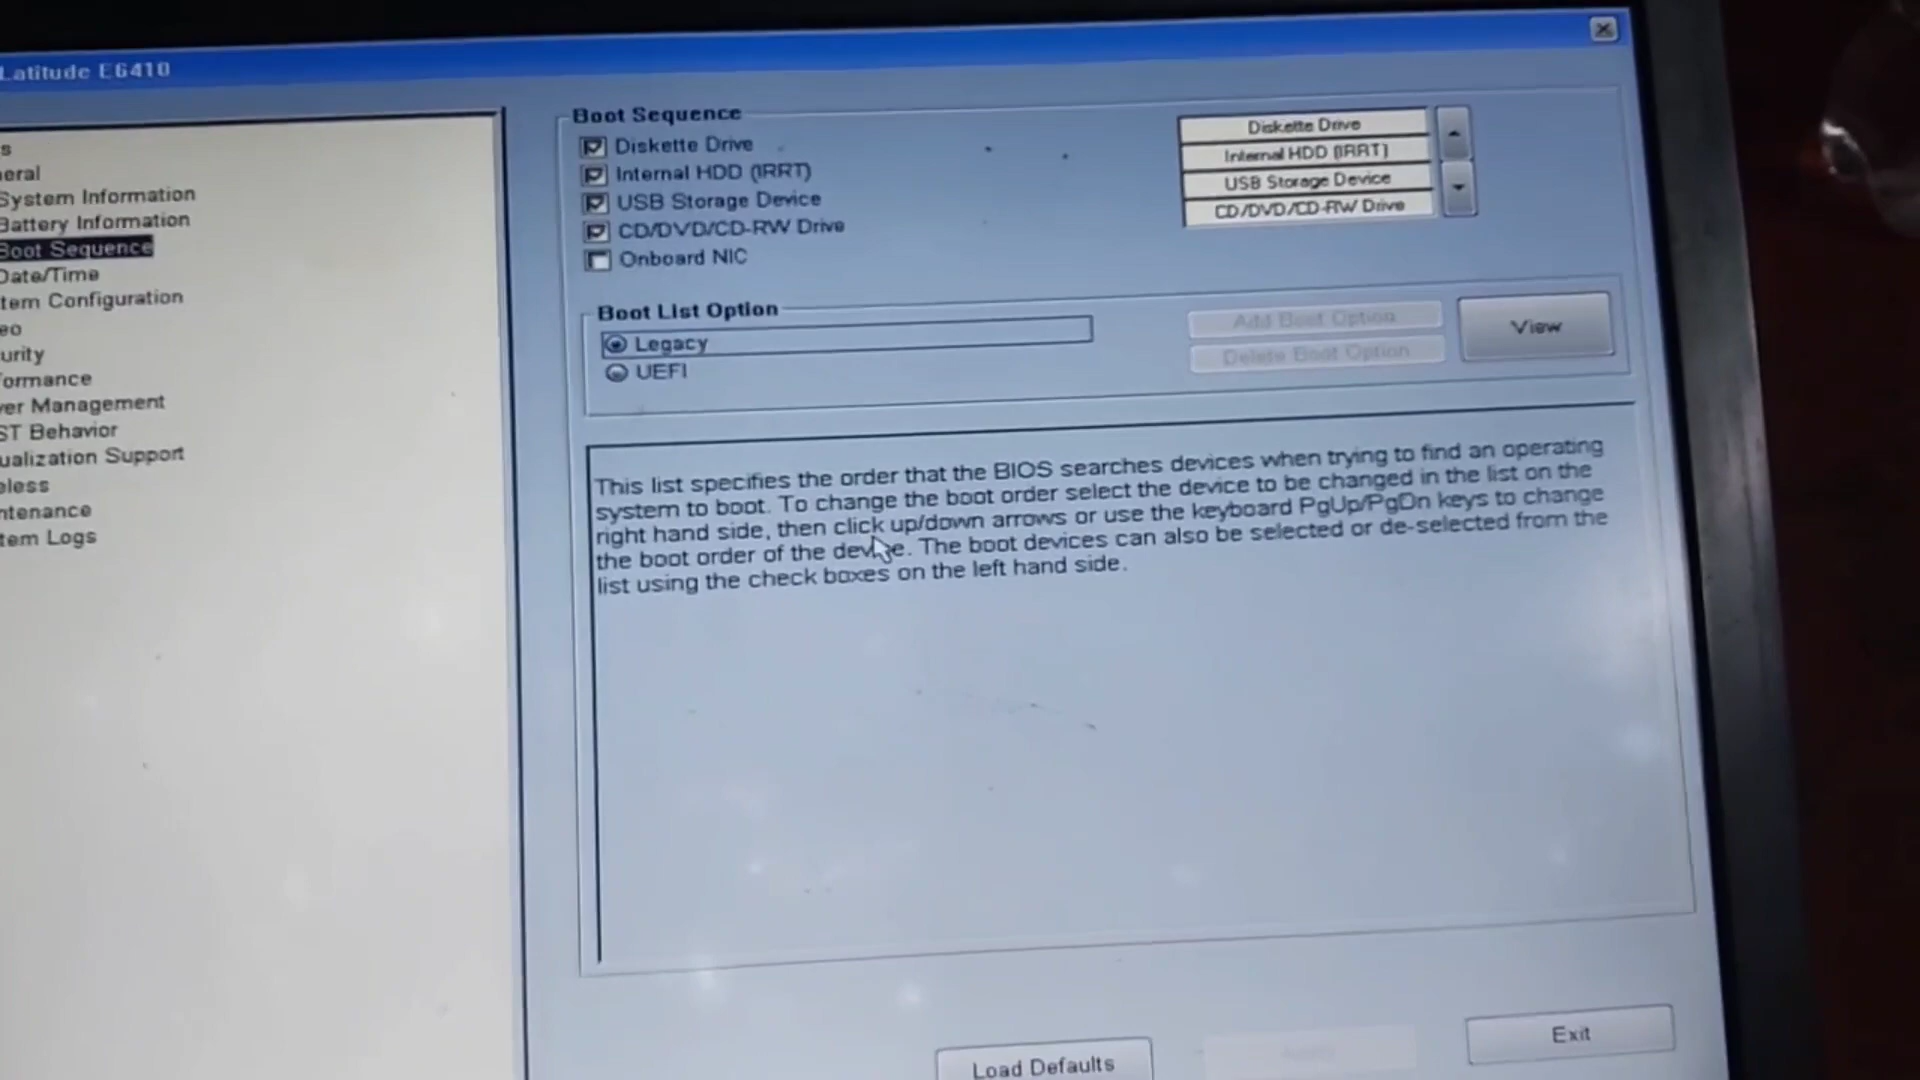 Latitude E6410
s
eral
System Information
Battery Information
Boot Sequence
Date/Time
tem Configuration
eo
urity
ormance
er Management
ST Behavior
ualization Support
eless
ntenance
tem Logs
Boot Sequence
Diskette Drive
Internal HDD (IRRT)
USB Storage Device
CD/DVD/CD-RW Drive
Onboard NIC
Diskette Drive
Internal HDD (IRRT)
USB Storage Device
CD/DVD/CD-RW Drive
Boot List Option
Legacy
UEFI
Add Boot Option
Delete Boot Option
View
This list specifies the order that the BIOS searches devices when trying to find an operating
system to boot. To change the boot order select the device to be changed in the list on the
right hand side, then click up/down arrows or use the keyboard PgUp/PgDn keys to change
the boot order of the device. The boot devices can also be selected or de-selected from the
list using the check boxes on the left hand side.
Load Defaults
Exit